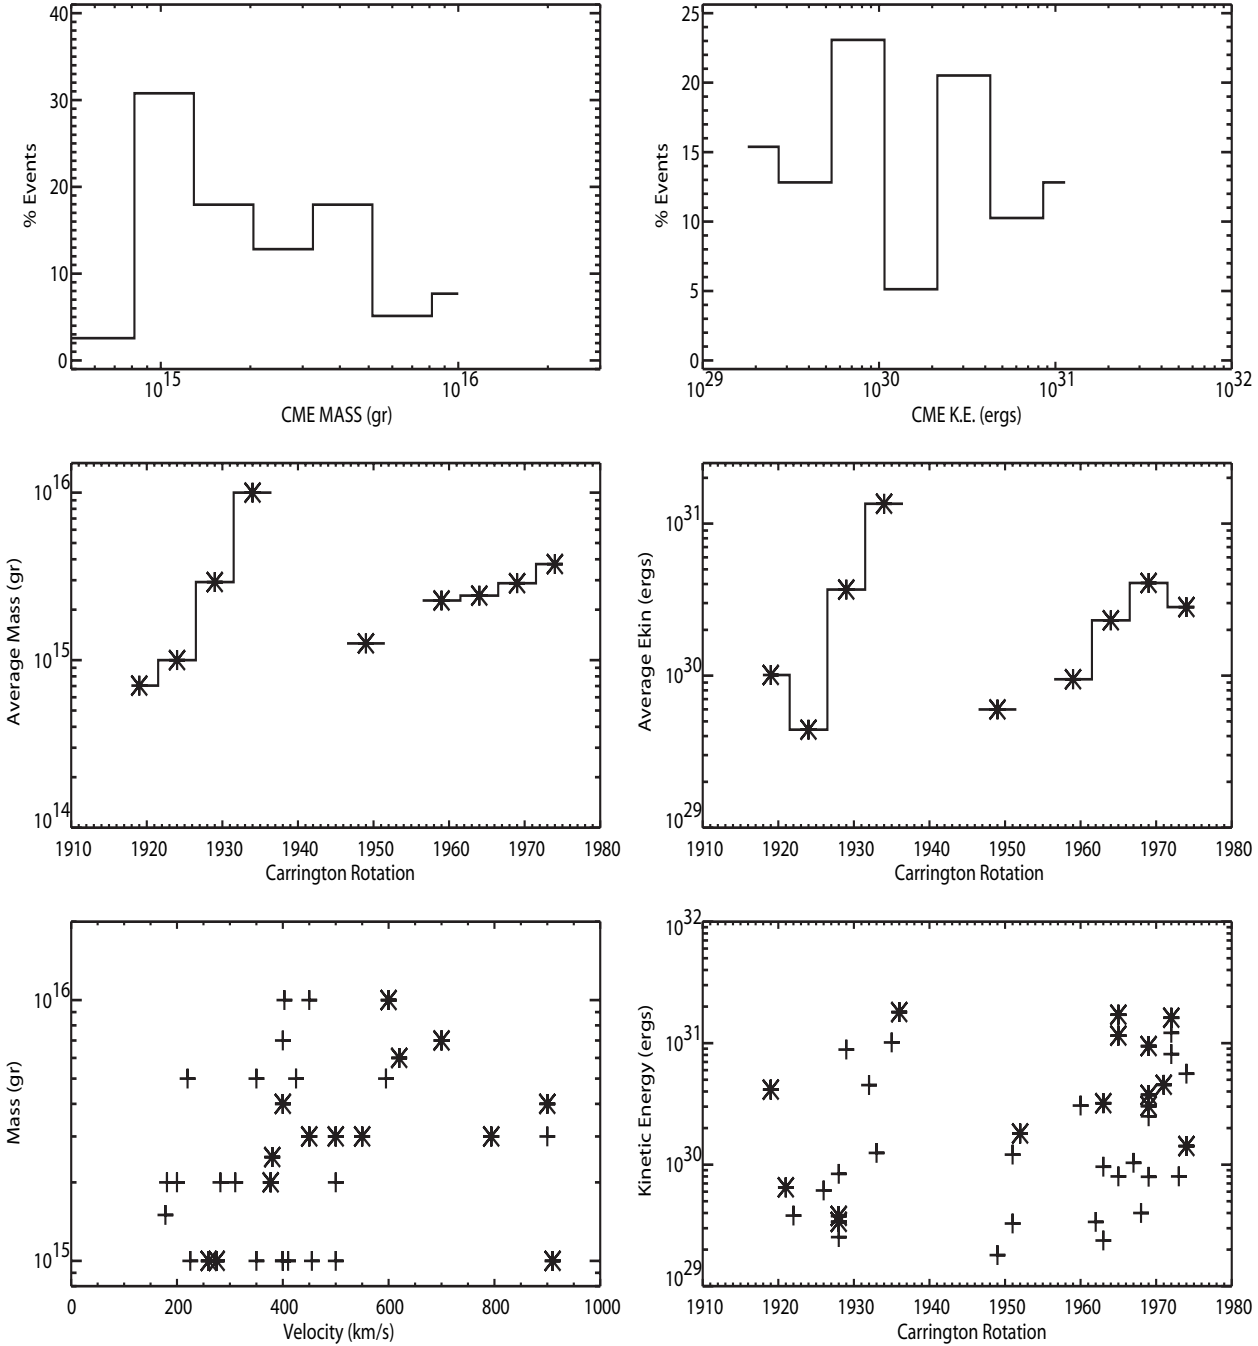 40
30
20
10
0
% Events
10^15 10^16
CME MASS (gr)
25
20
15
10
5
0
% Events
10^29 10^30 10^31 10^32
CME K.E. (ergs)
10^16
10^15
10^14
Average Mass (gr)
1910 1920 1930 1940 1950 1960 1970 1980
Carrington Rotation
10^31
10^30
10^29
Average Ekin (ergs)
1910 1920 1930 1940 1950 1960 1970 1980
Carrington Rotation
10^16
10^15
Mass (gr)
0 200 400 600 800 1000
Velocity (km/s)
10^32
10^31
10^30
10^29
Kinetic Energy (ergs)
1910 1920 1930 1940 1950 1960 1970 1980
Carrington Rotation